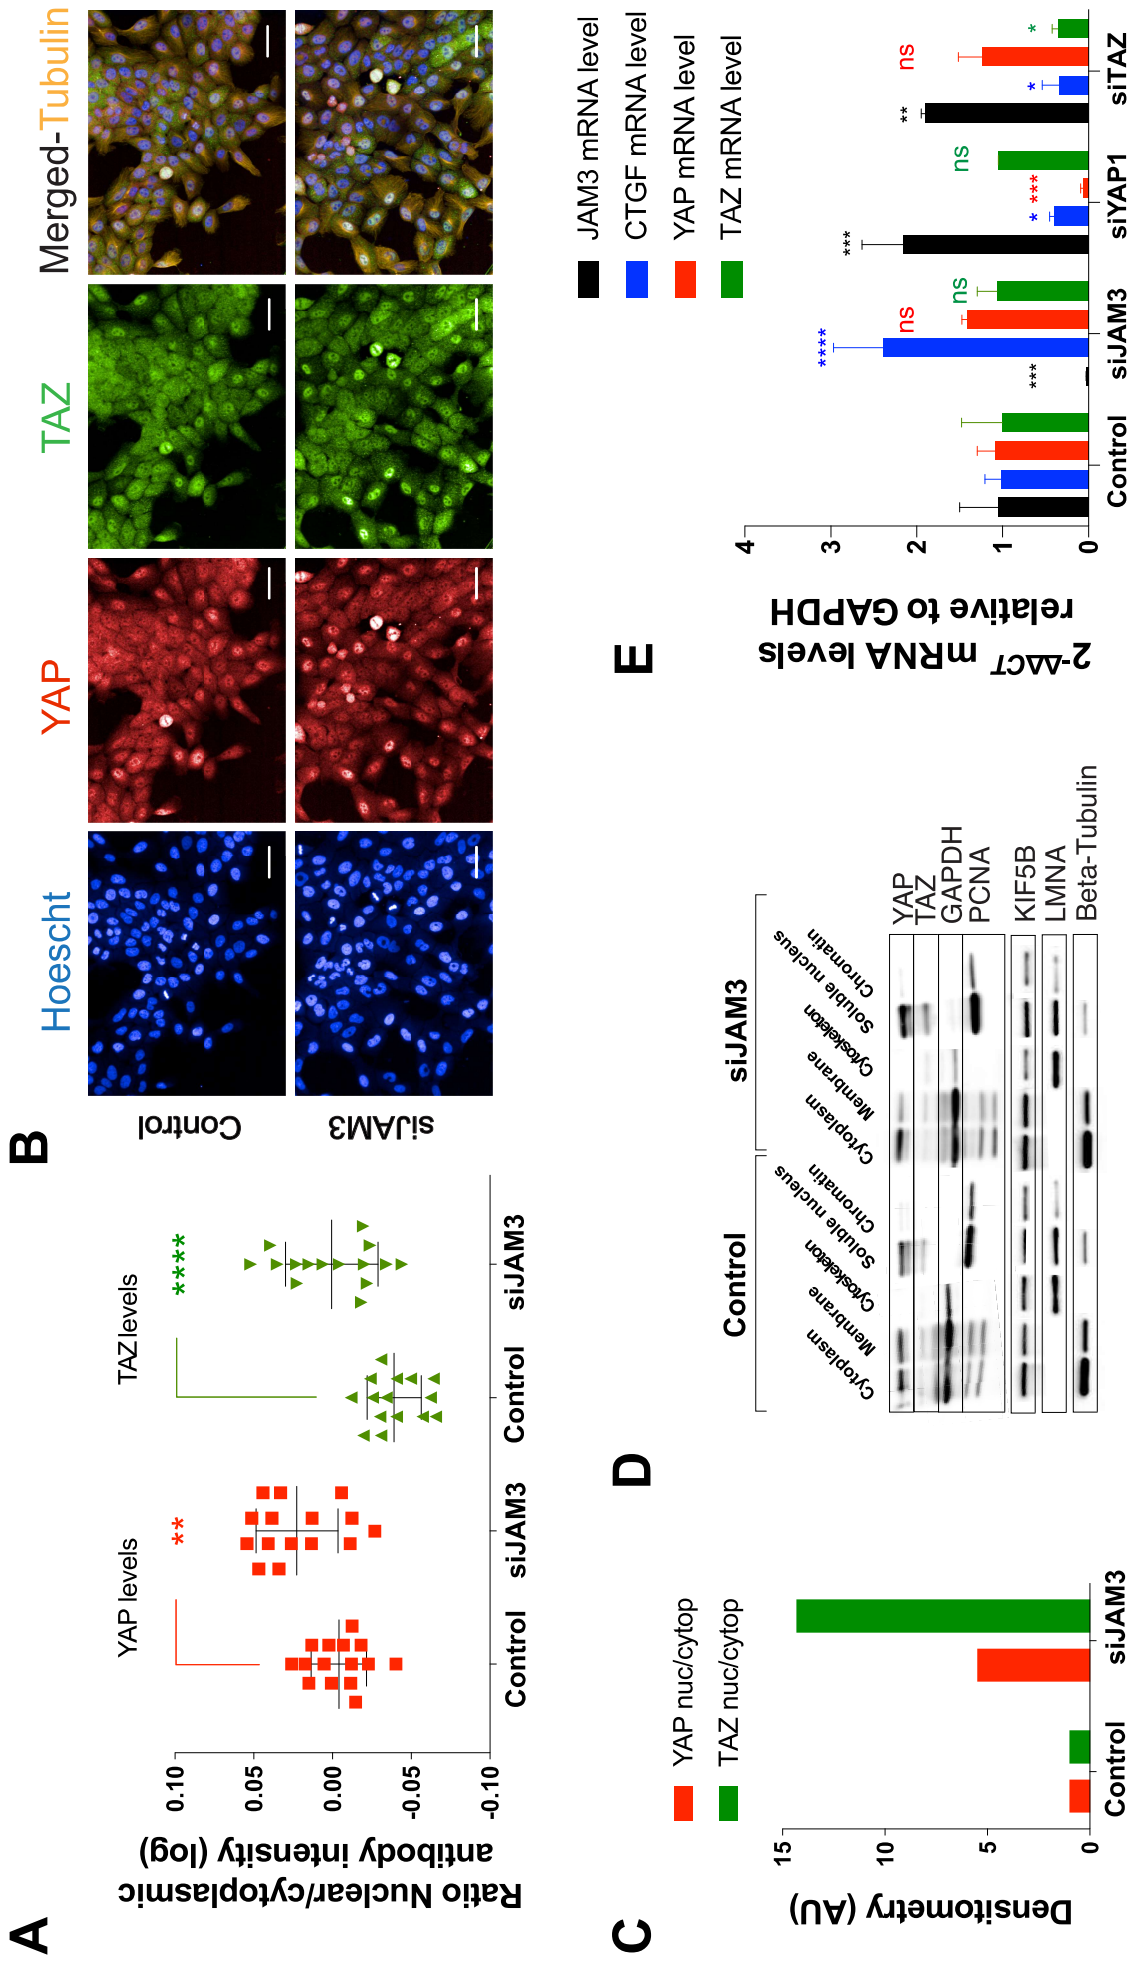 A
Ratio Nuclear/cytoplasmic
antibody intensity (log)
0.10
0.05
0.00
-0.05
-0.10
YAP levels
TAZ levels
**
****
Control
siJAM3
Control
siJAM3
B
Hoescht
YAP
TAZ
Merged-Tubulin
Control
siJAM3
C
YAP nuc/cytop
TAZ nuc/cytop
Densitometry (AU)
15
10
5
0
Control
siJAM3
D
Control
siJAM3
Cytoplasm
Membrane
Cytoskeleton
Soluble nucleus
Chromatin
Cytoplasm
Membrane
Cytoskeleton
Soluble nucleus
Chromatin
YAP
TAZ
GAPDH
PCNA
KIF5B
LMNA
Beta-Tubulin
E
JAM3 mRNA level
CTGF mRNA level
YAP mRNA level
TAZ mRNA level
2-ΔΔCT mRNA levels
relative to GAPDH
4
3
2
1
0
***
****
ns
ns
***
*
***
ns
**
*
ns
*
Control
siJAM3
siYAP1
siTAZ